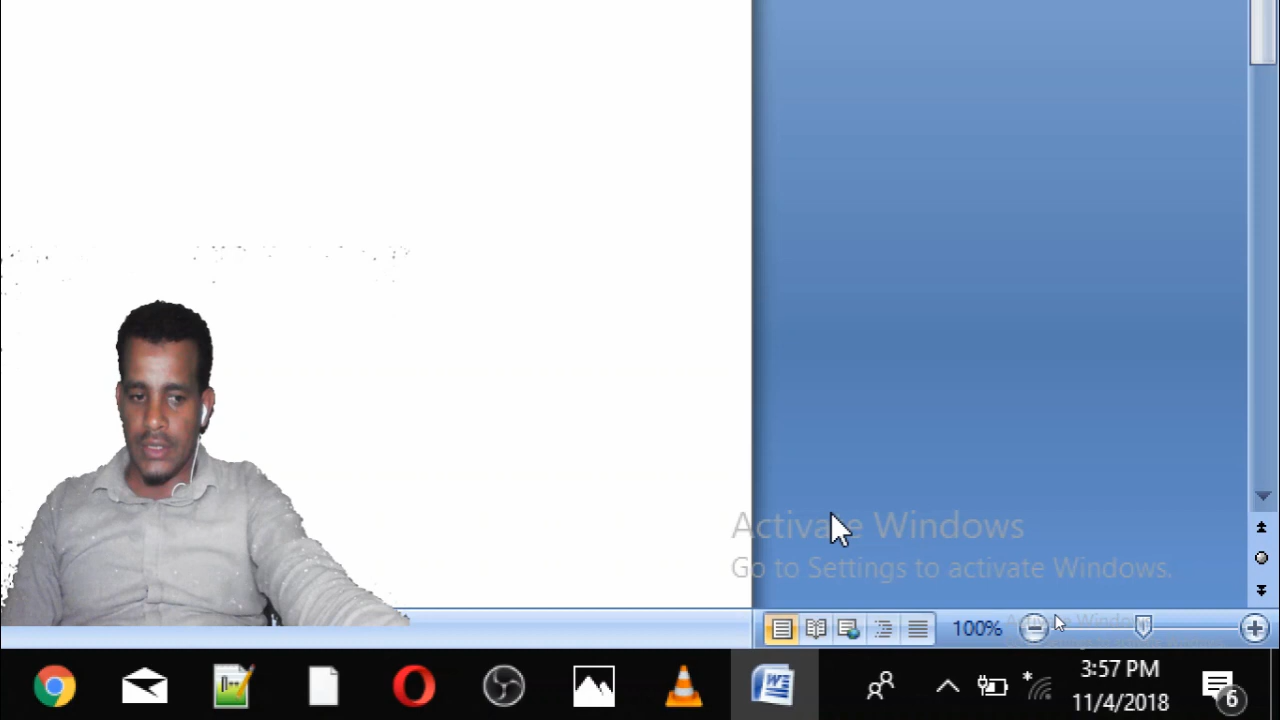 Activate Windows
Go to Settings to activate Windows.
100%
3:57 PM
11/4/2018
6